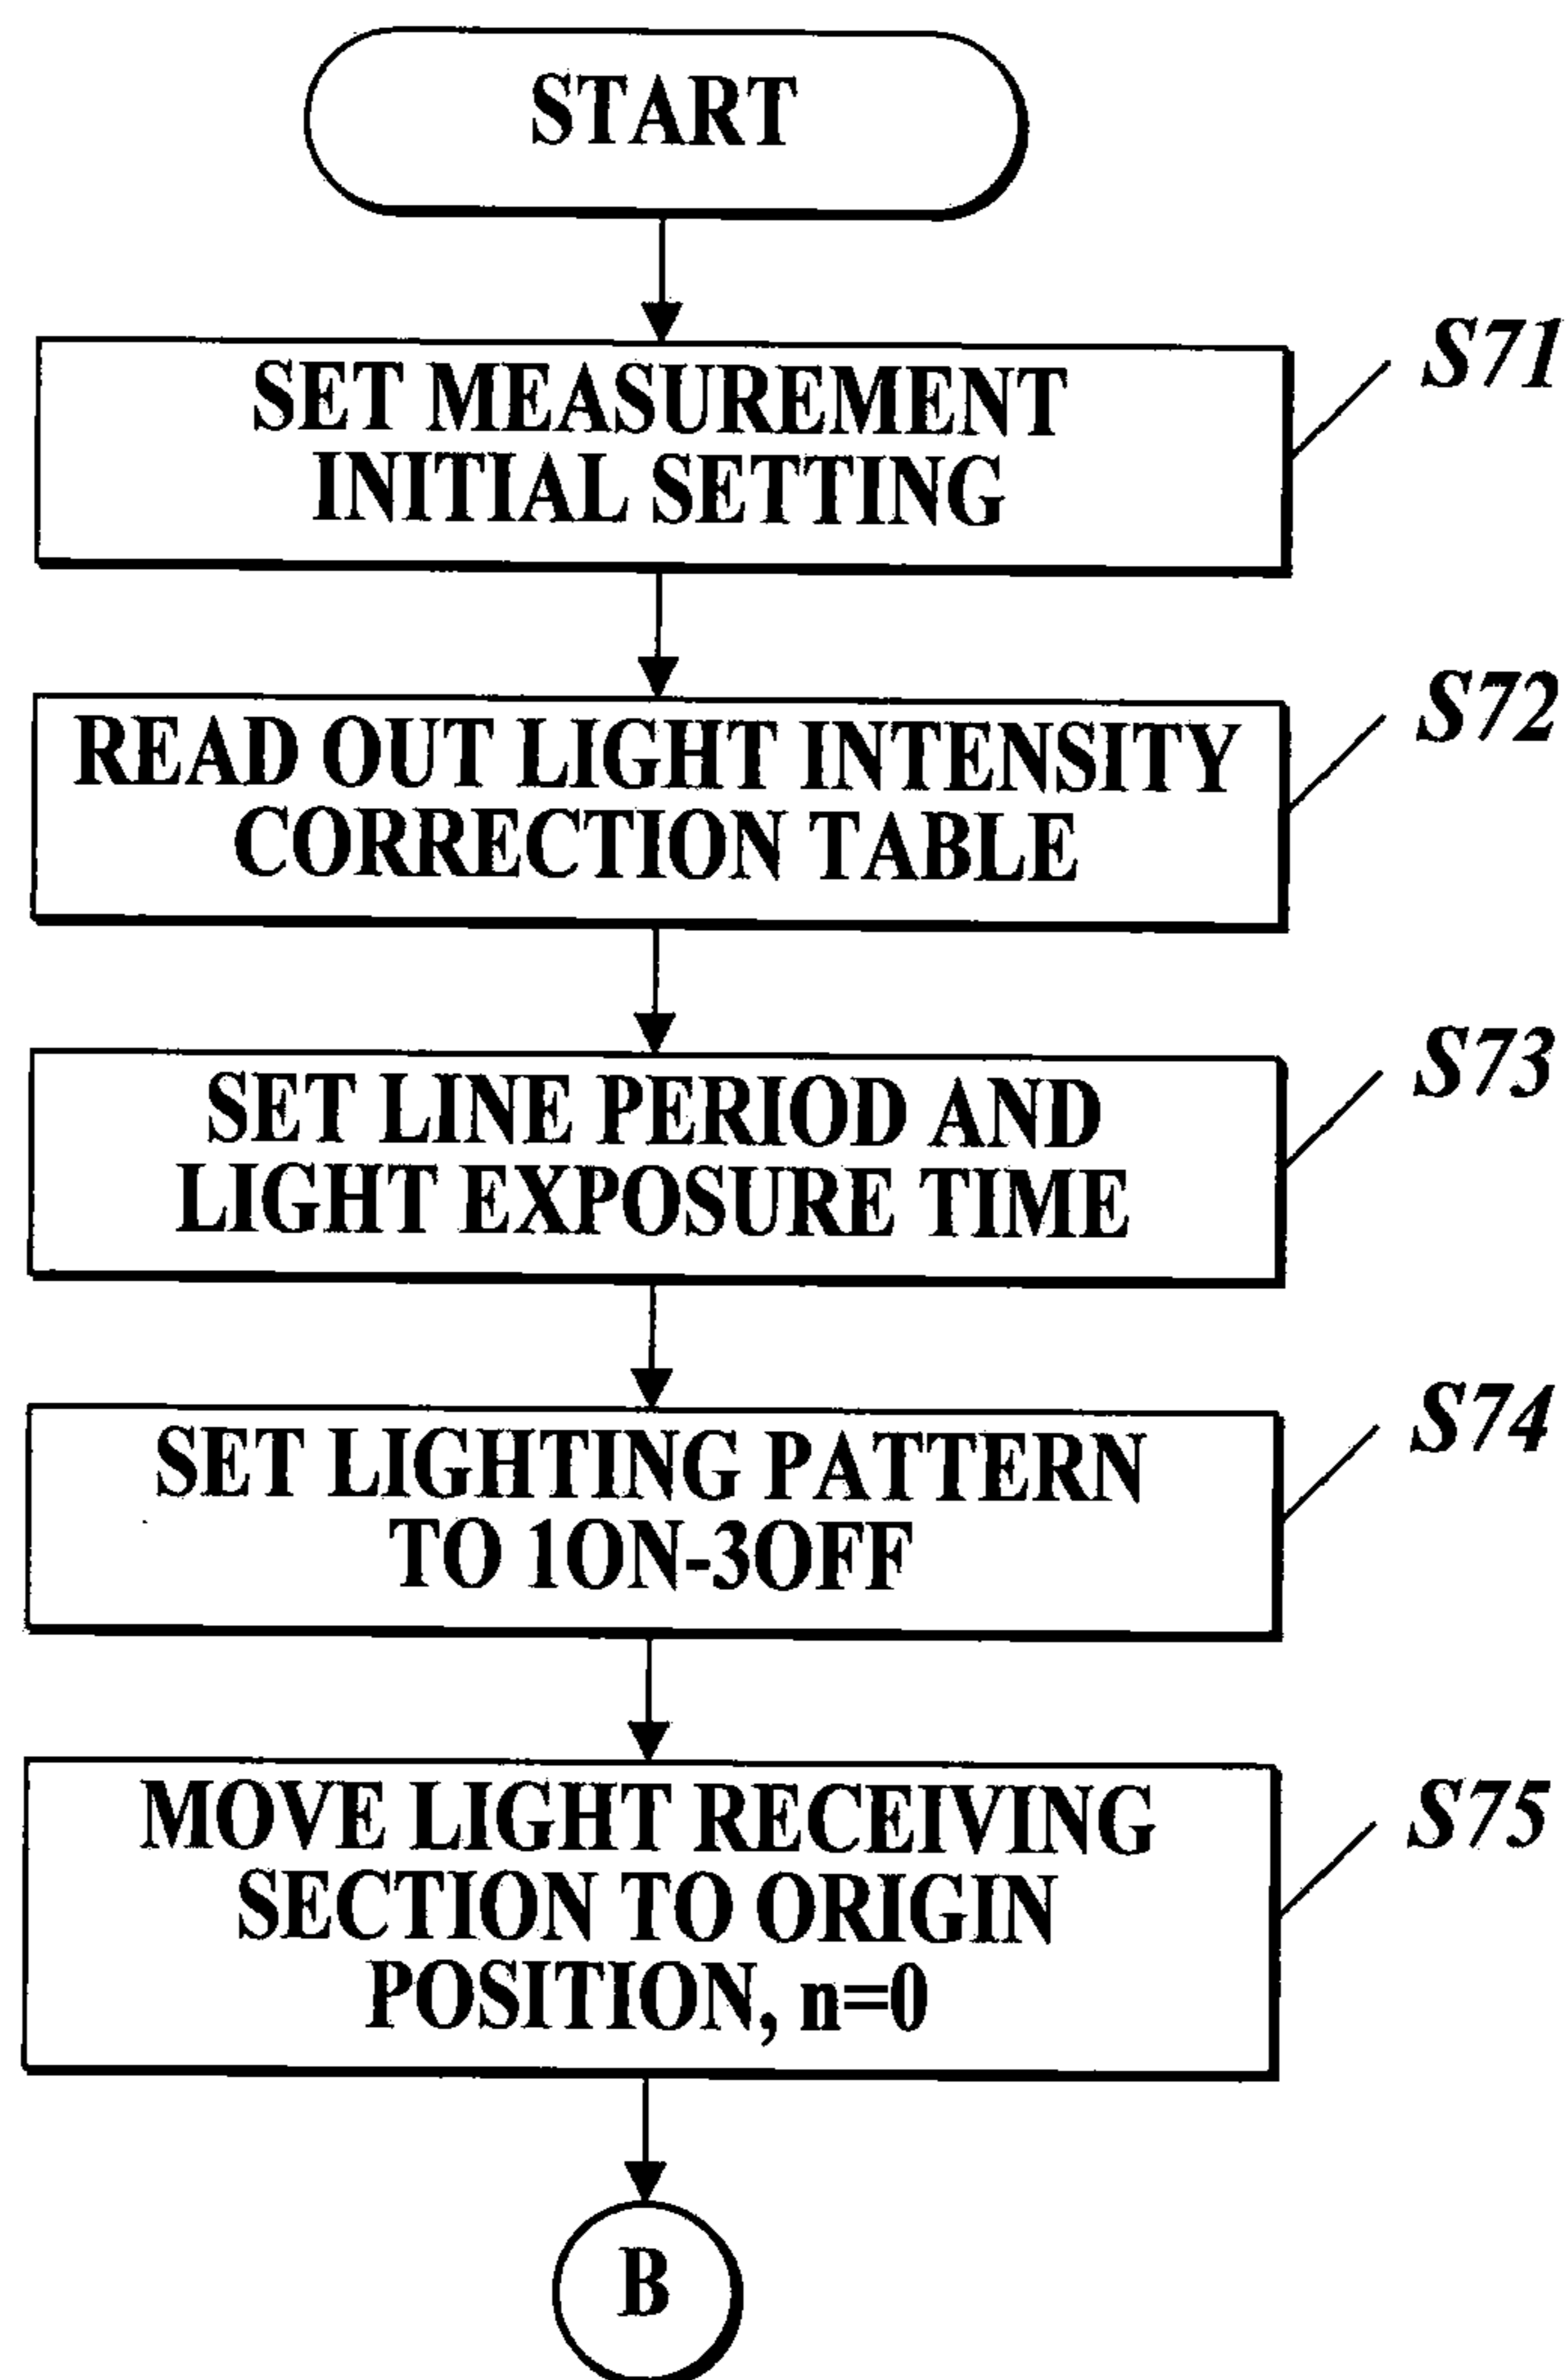 START
SET MEASUREMENT
INITIAL SETTING
S71
READ OUT LIGHT INTENSITY
CORRECTION TABLE
S72
SET LINE PERIOD AND
LIGHT EXPOSURE TIME
S73
SET LIGHTING PATTERN
TO 1ON-3OFF
S74
MOVE LIGHT RECEIVING
SECTION TO ORIGIN
POSITION, n=0
S75
B